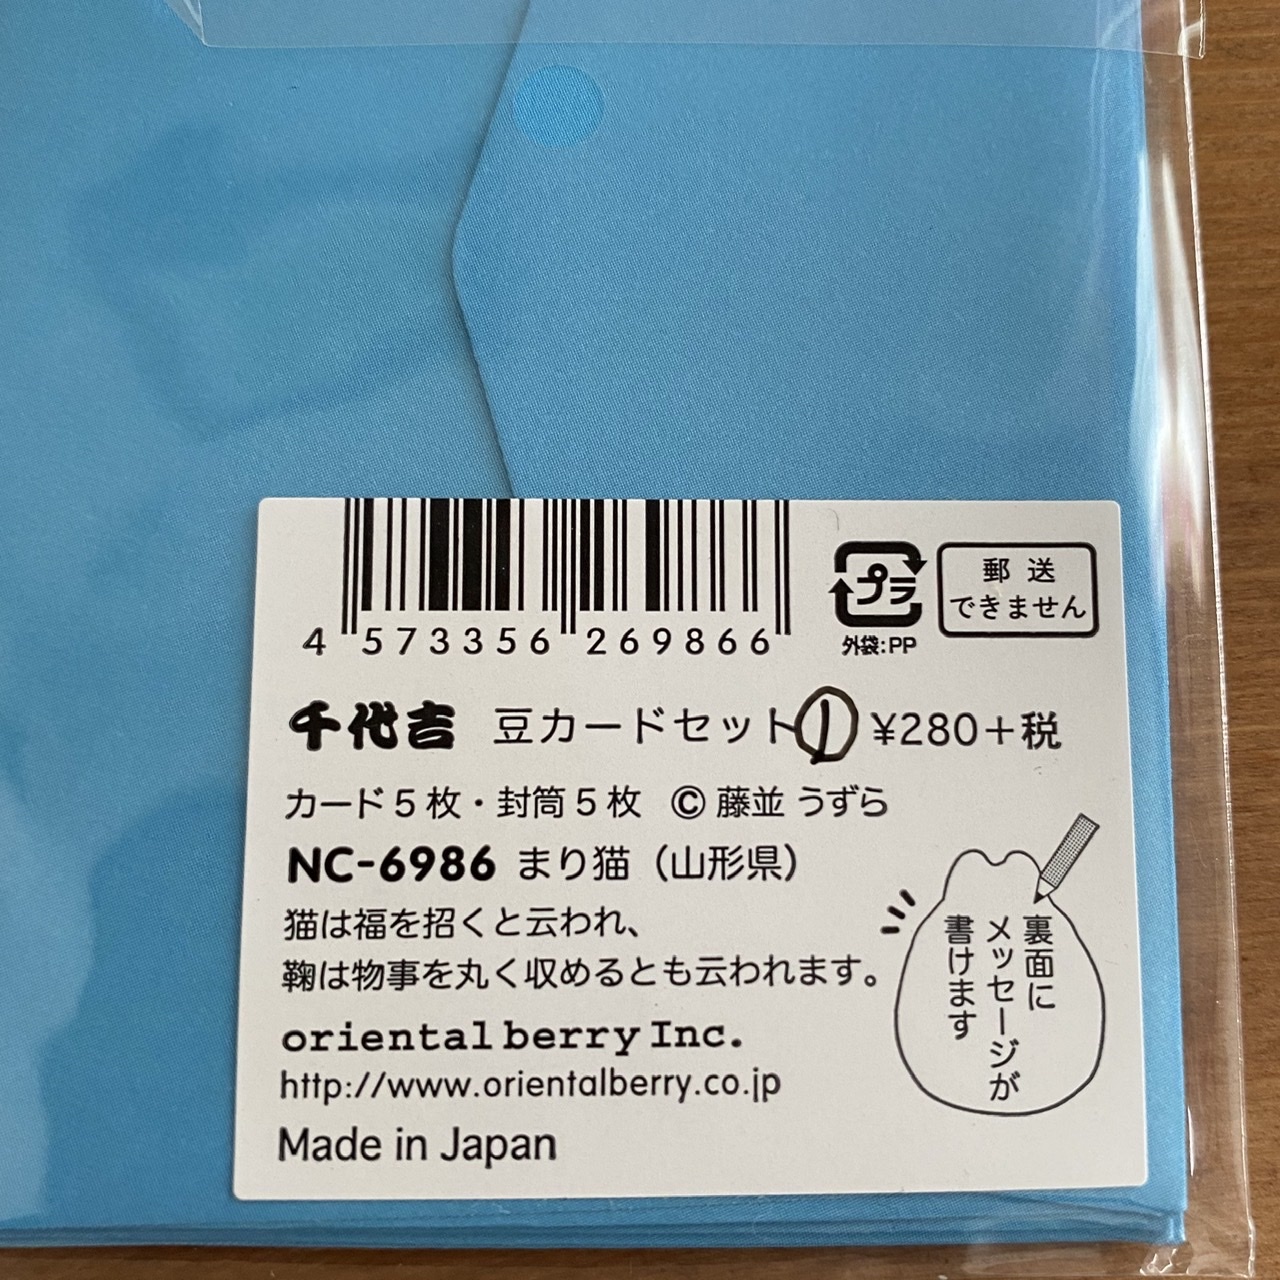 4 573356 269866
プラ
外袋:PP
郵送
できません
千代吉 豆カードセット① ¥280+税
カード5枚・封筒5枚 © 藤並 うずら
NC-6986 まり猫(山形県)
猫は福を招くと云われ、
鞠は物事を丸く収めるとも云われます。
oriental berry Inc.
http://www.orientalberry.co.jp
Made in Japan
裏面に
メッセージが
書けます